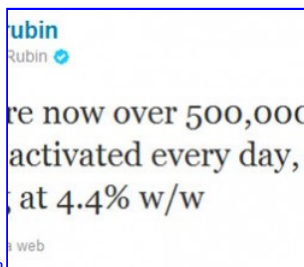 rubin
Rubin
re now over 500,000
activated every day,
at 4.4% w/w
web